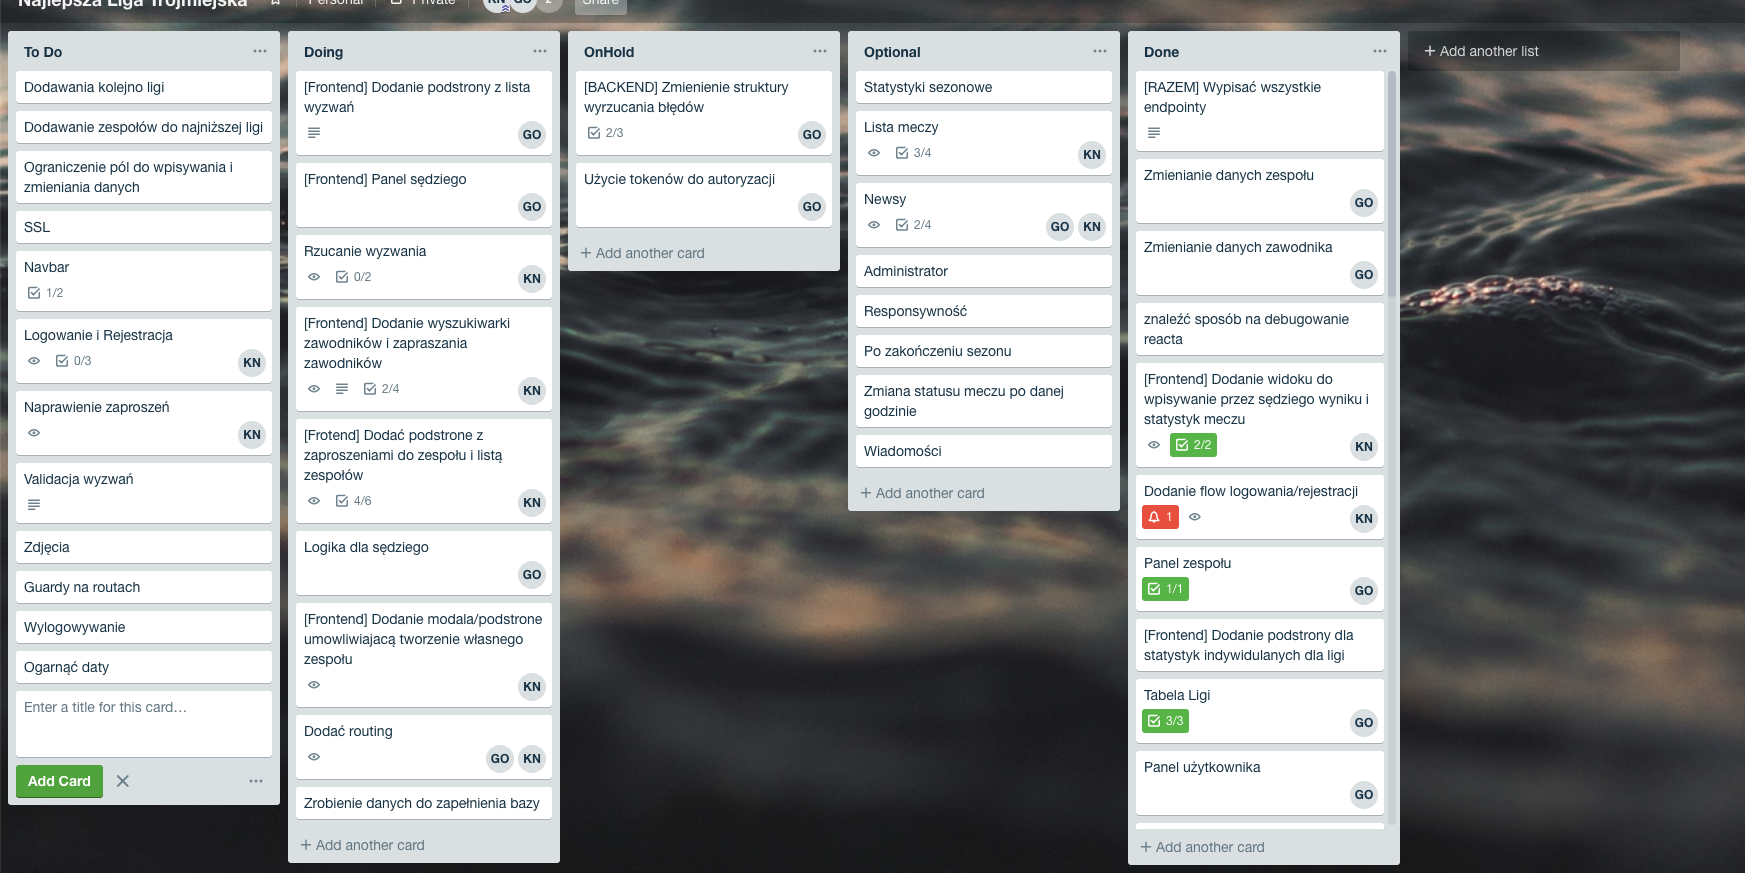 Najlepsza Liga Trójmiejska
Personal
Private
KN
GO
2
Share
To Do
Dodawania kolejno ligi
Dodawanie zespołów do najniższej ligi
Ograniczenie pól do wpisywania i
zmieniania danych
SSL
Navbar
1/2
Logowanie i Rejestracja
0/3
KN
Naprawienie zaproszeń
KN
Validacja wyzwań
Zdjęcia
Guardy na routach
Wylogowywanie
Ogarnąć daty
Enter a title for this card…
Add Card
Doing
[Frontend] Dodanie podstrony z lista
wyzwań
GO
[Frontend] Panel sędziego
GO
Rzucanie wyzwania
0/2
KN
[Frontend] Dodanie wyszukiwarki
zawodników i zapraszania
zawodników
2/4
KN
[Frotend] Dodać podstrone z
zaproszeniami do zespołu i listą
zespołów
4/6
KN
Logika dla sędziego
GO
[Frontend] Dodanie modala/podstrone
umowliwiającą tworzenie własnego
zespołu
KN
Dodać routing
GO
KN
Zrobienie danych do zapełnienia bazy
+ Add another card
OnHold
[BACKEND] Zmienienie struktury
wyrzucania błędów
2/3
GO
Użycie tokenów do autoryzacji
GO
+ Add another card
Optional
Statystyki sezonowe
Lista meczy
3/4
KN
Newsy
2/4
GO
KN
Administrator
Responsywność
Po zakończeniu sezonu
Zmiana statusu meczu po danej
godzinie
Wiadomości
+ Add another card
Done
[RAZEM] Wypisać wszystkie
endpointy
Zmienianie danych zespołu
GO
Zmienianie danych zawodnika
GO
znaleźć sposób na debugowanie
reacta
[Frontend] Dodanie widoku do
wpisywanie przez sędziego wyniku i
statystyk meczu
2/2
KN
Dodanie flow logowania/rejestracji
1
KN
Panel zespołu
1/1
GO
[Frontend] Dodanie podstrony dla
statystyk indywidulanych dla ligi
Tabela Ligi
3/3
GO
Panel użytkownika
GO
+ Add another card
+ Add another list